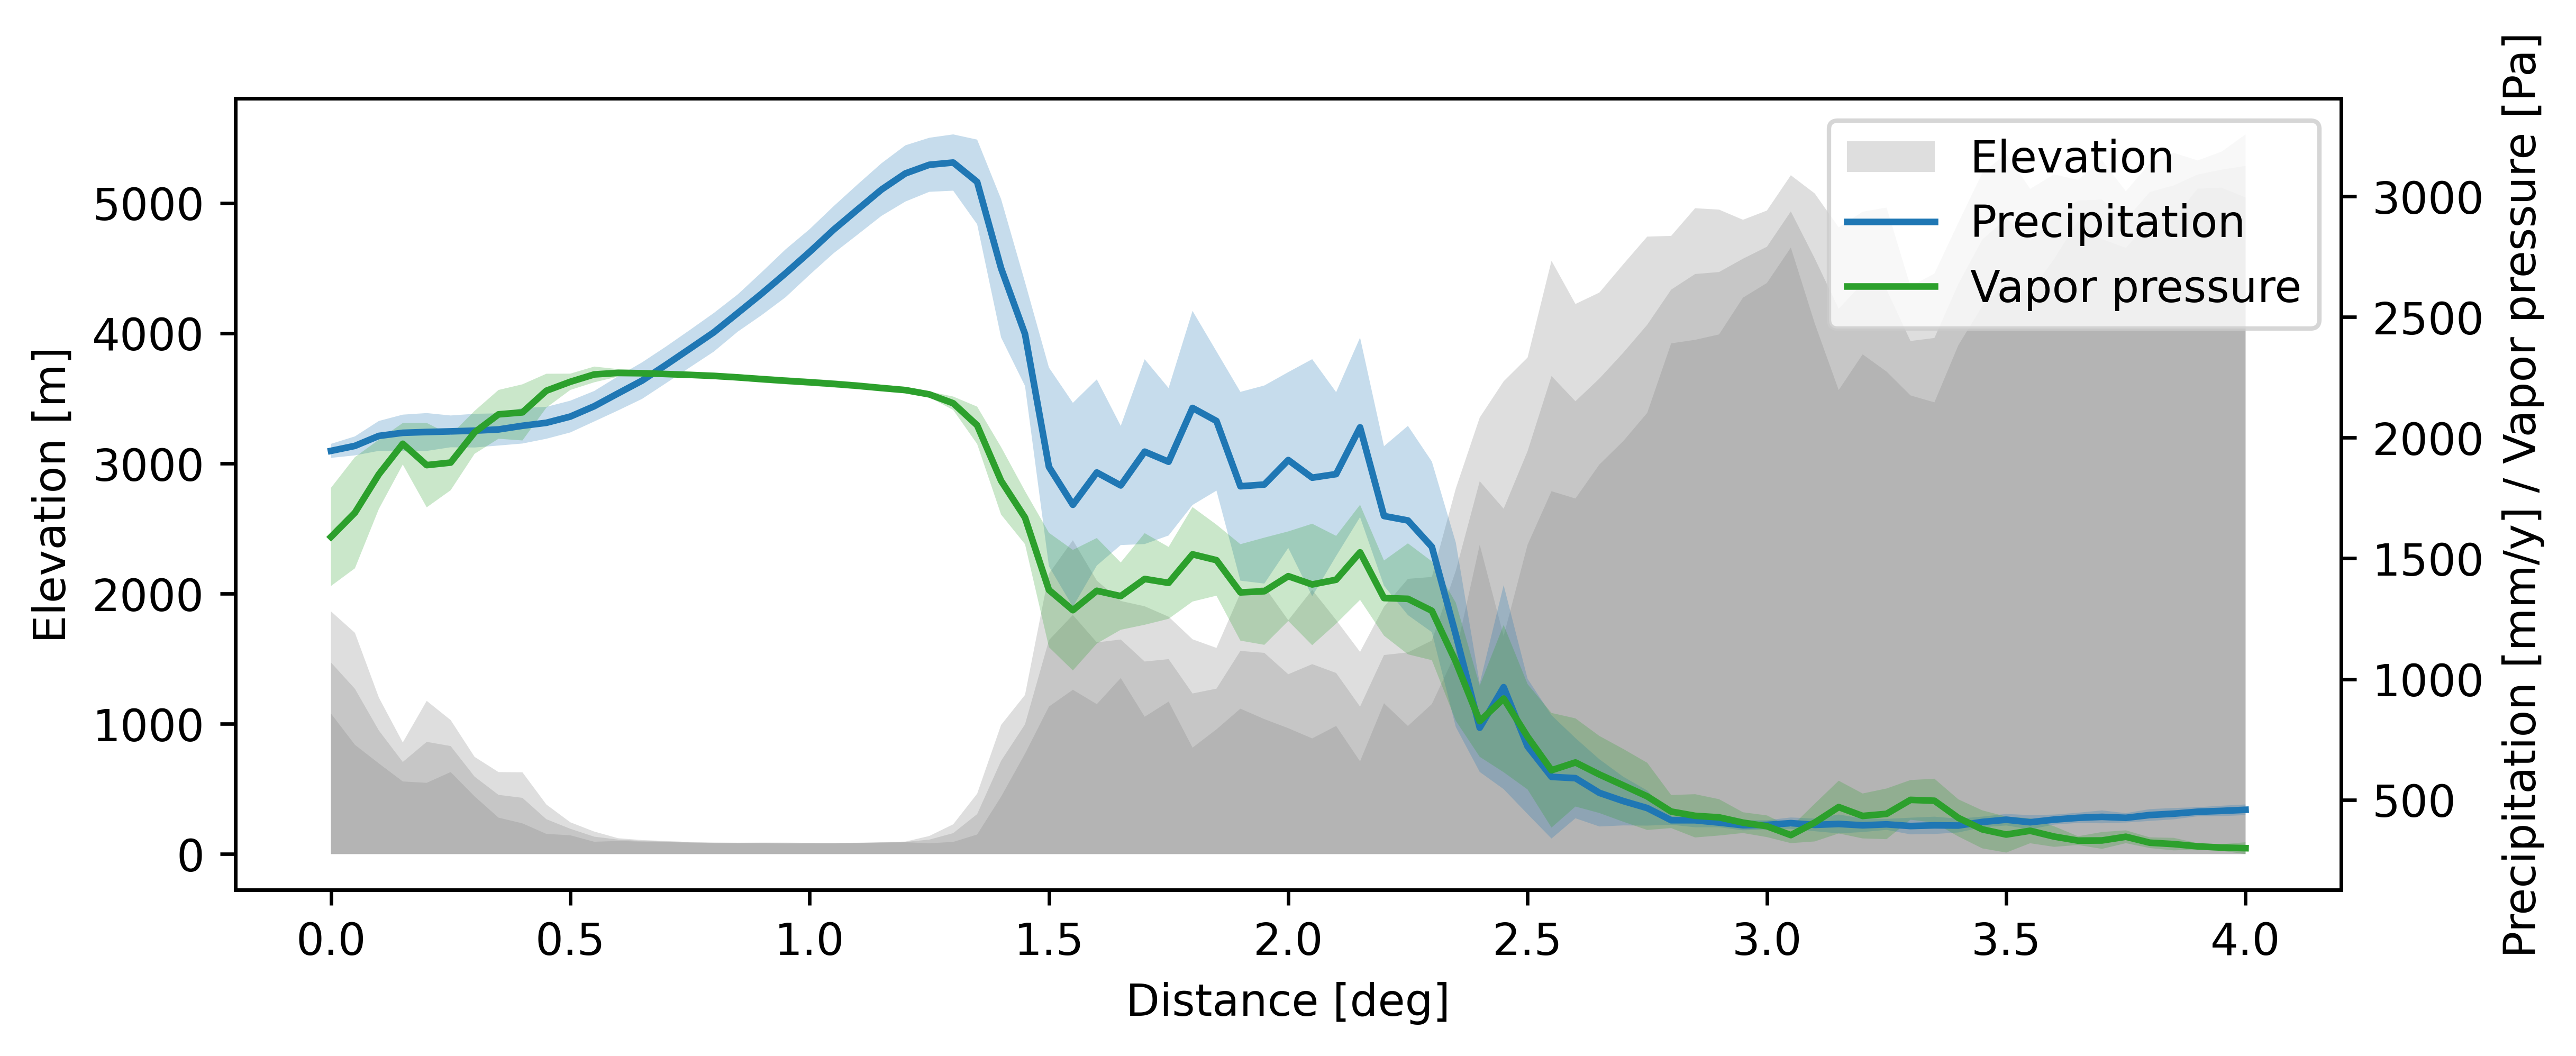 Elevation [m]
5000
4000
3000
2000
1000
0
0.0 0.5 1.0 1.5 2.0 2.5 3.0 3.5 4.0
Distance [deg]
Elevation
Precipitation
Vapor pressure
3000
2500
2000
1500
1000
500
Precipitation [mm/y] / Vapor pressure [Pa]